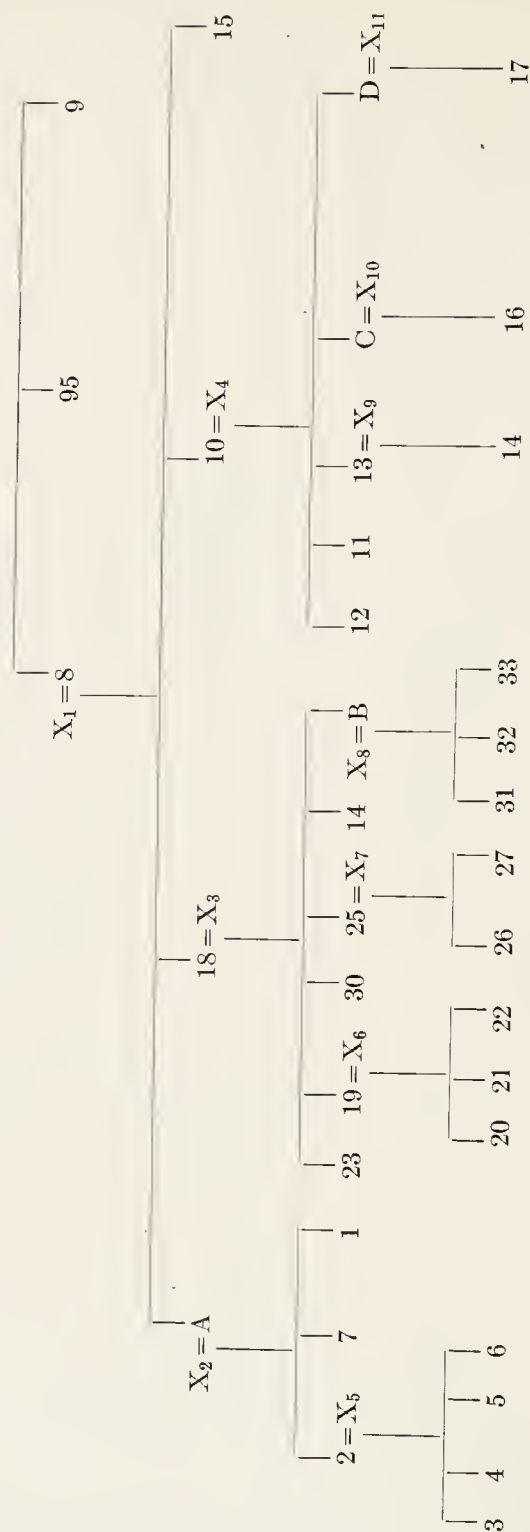 8 95 9
X₁ = 8
A 18 = X₃ 10 = X₄ 15
X₂ = A
2 = X₅ 7 1 23 19 = X₆ 30 25 = X₇ 14 B 12 11 13 = X₉ C = X₁₀ D = X₁₁
X₈ = B
3 4 5 6 20 21 22 26 27 31 32 33 14 16 17